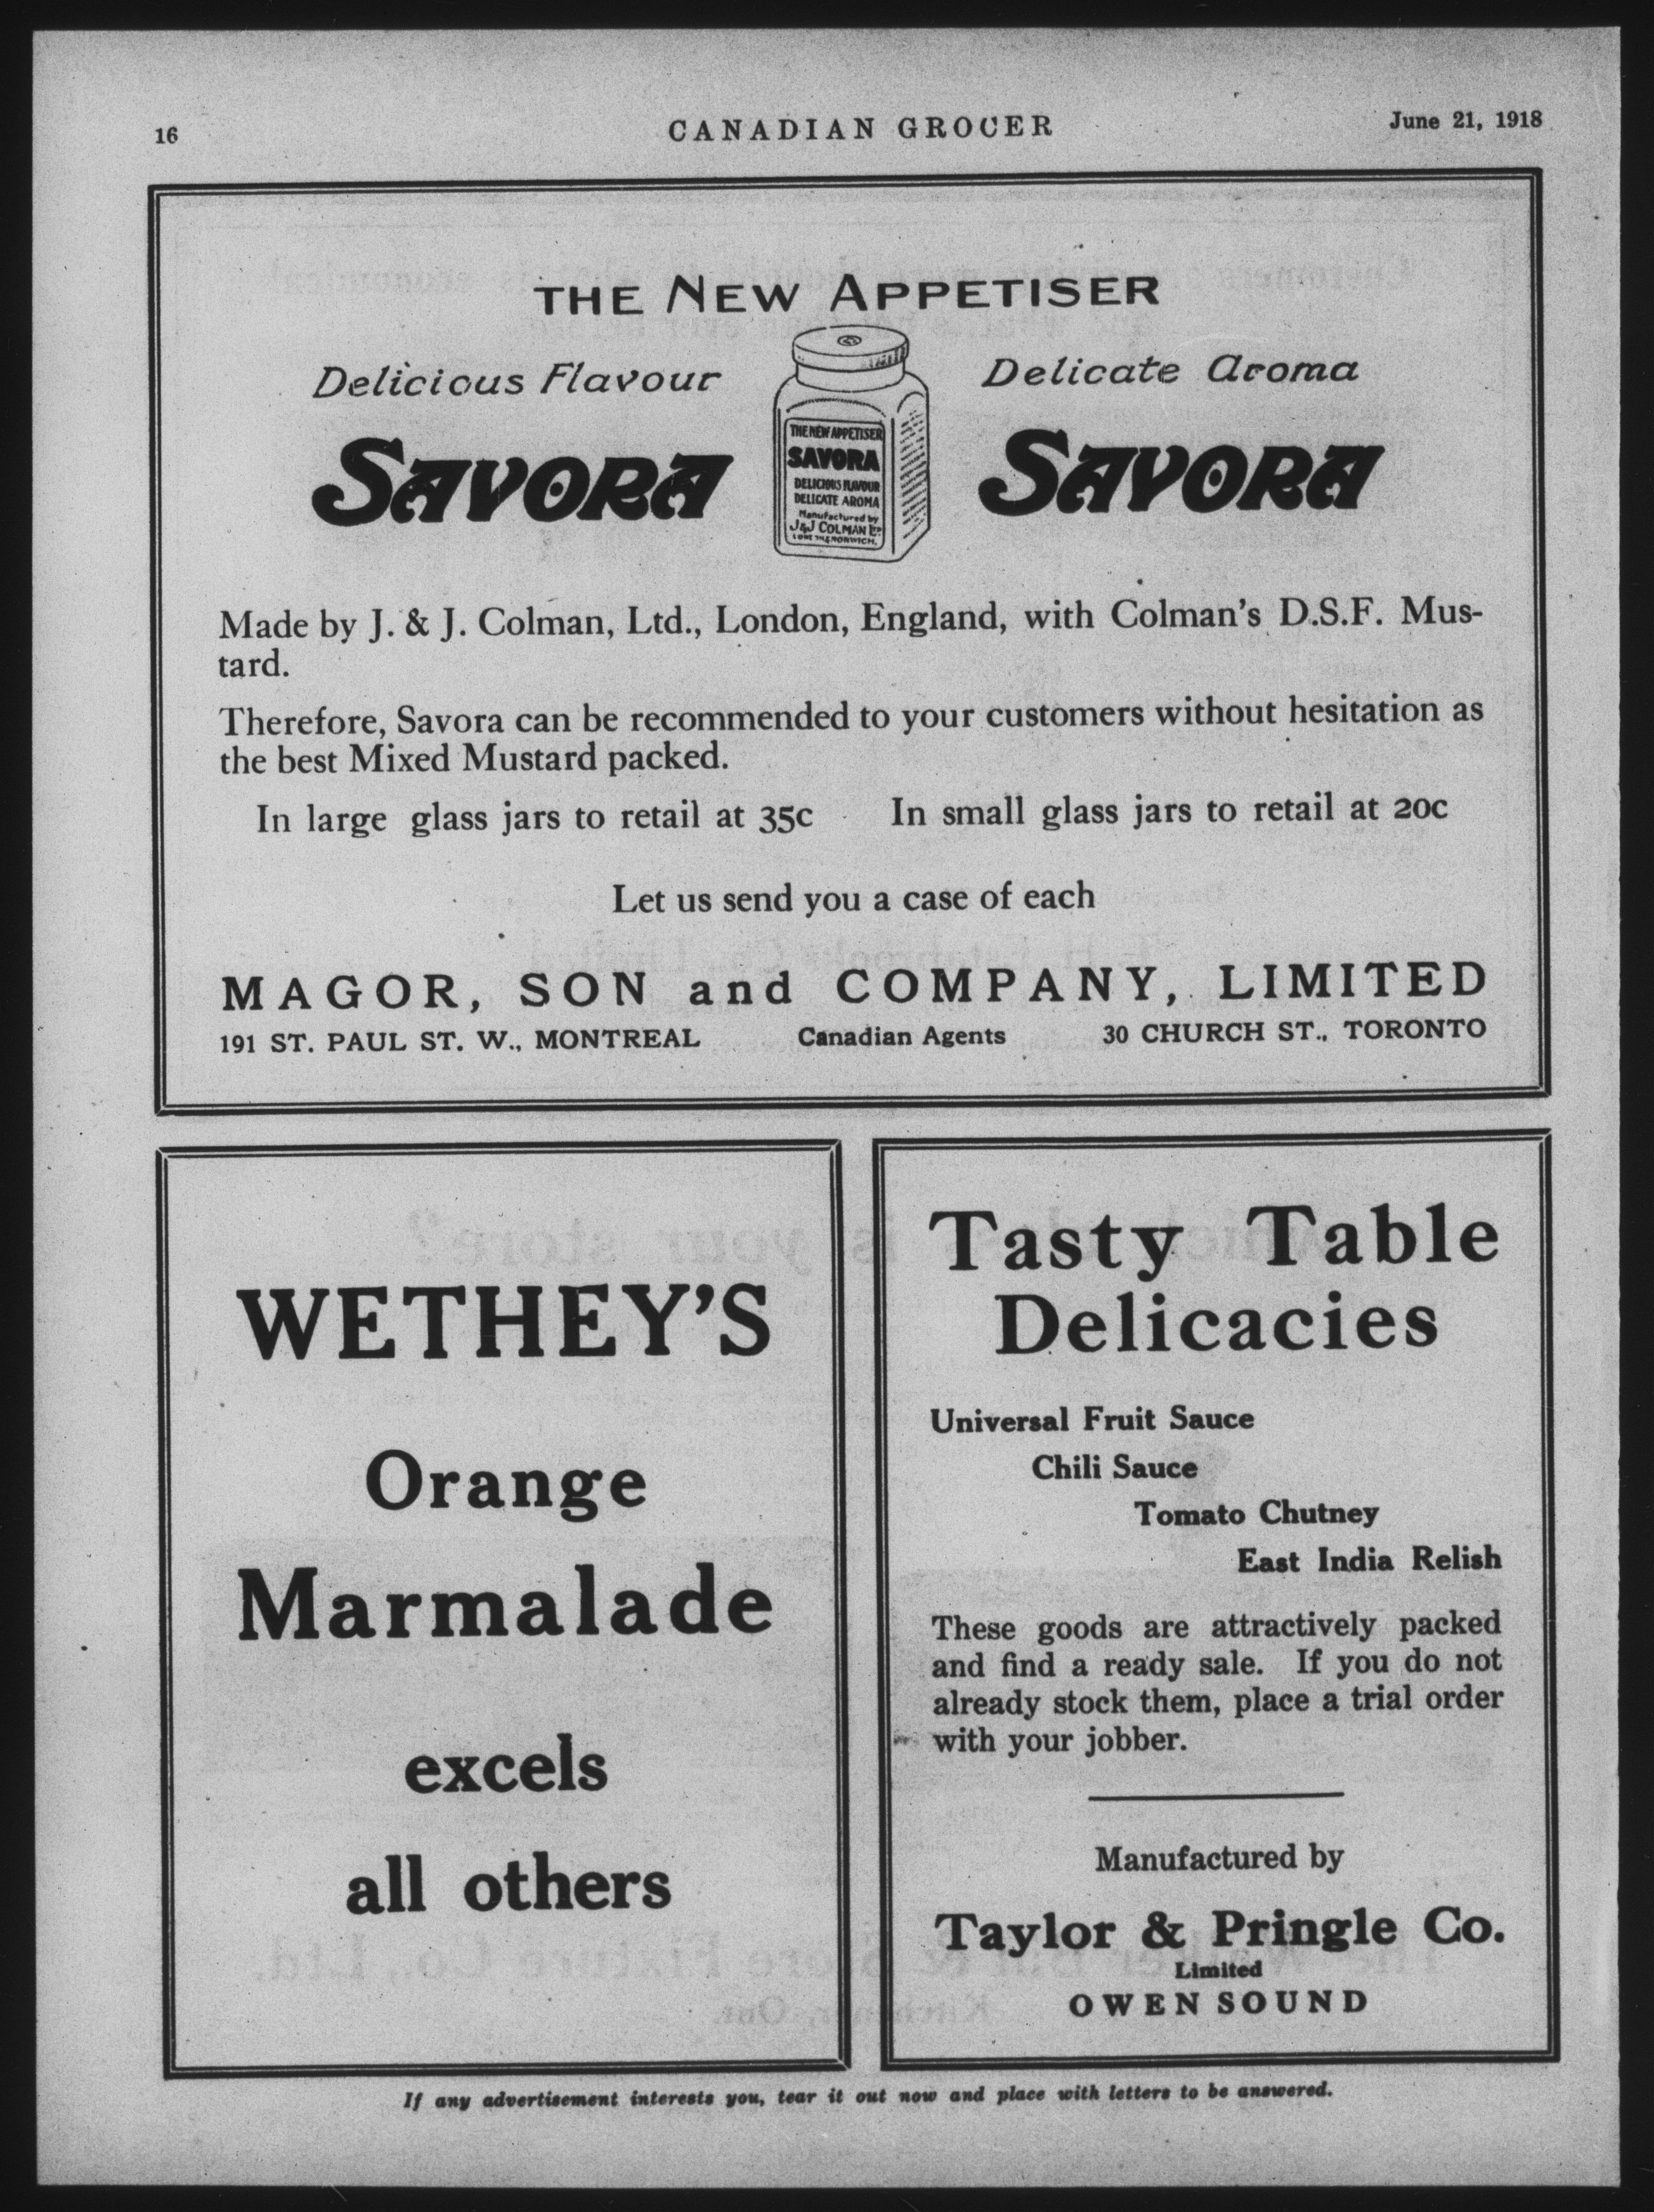 16
CANADIAN GROCER
June 21, 1918
THE NEW APPETISER
Delicious Flavour
Delicate Aroma
SAVORA
SAVORA
THE NEW APPETISER
SAVORA
DELICIOUS FLAVOUR
DELICATE AROMA
Manufactured by
J&J COLMAN LTD
Made by J. & J. Colman, Ltd., London, England, with Colman's D.S.F. Mus-
tard.
Therefore, Savora can be recommended to your customers without hesitation as
the best Mixed Mustard packed.
In large glass jars to retail at 35c
In small glass jars to retail at 20c
Let us send you a case of each
MAGOR, SON and COMPANY, LIMITED
191 ST. PAUL ST. W., MONTREAL
Canadian Agents
30 CHURCH ST., TORONTO
WETHEY'S
Orange
Marmalade
excels
all others
Tasty Table
Delicacies
Universal Fruit Sauce
Chili Sauce
Tomato Chutney
East India Relish
These goods are attractively packed
and find a ready sale. If you do not
already stock them, place a trial order
with your jobber.
Manufactured by
Taylor & Pringle Co.
Limited
OWEN SOUND
If any advertisement interests you, tear it out now and place with letters to be answered.